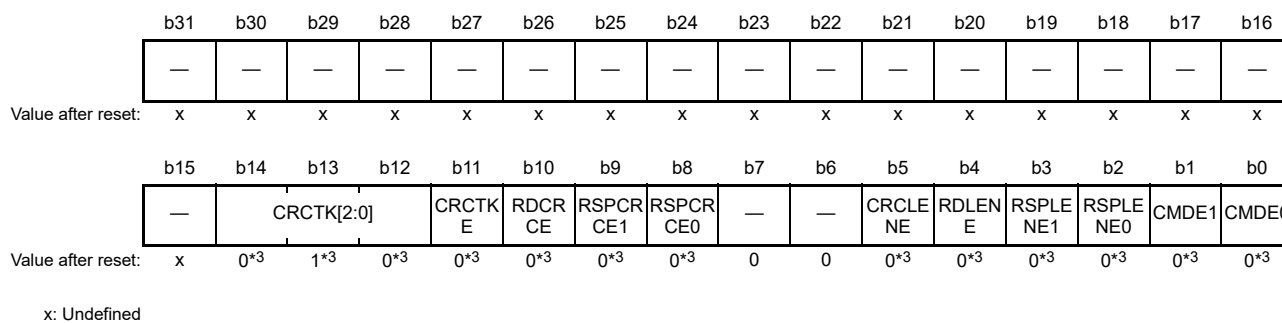 b31 b30 b29 b28 b27 b26 b25 b24 b23 b22 b21 b20 b19 b18 b17 b16
— — — — — — — — — — — — — — — —
Value after reset: x x x x x x x x x x x x x x x x
b15 b14 b13 b12 b11 b10 b9 b8 b7 b6 b5 b4 b3 b2 b1 b0
— CRCTK[2:0] CRCTK RDCR RSPCR RSPCR — — CRCLE RDLEN RSPLE RSPLE CMDE1 CMDE0
E CE CE1 CE0 NE E NE1 NE0
Value after reset: x 0*3 1*3 0*3 0*3 0*3 0*3 0*3 0 0 0*3 0*3 0*3 0*3 0*3 0*3
x: Undefined